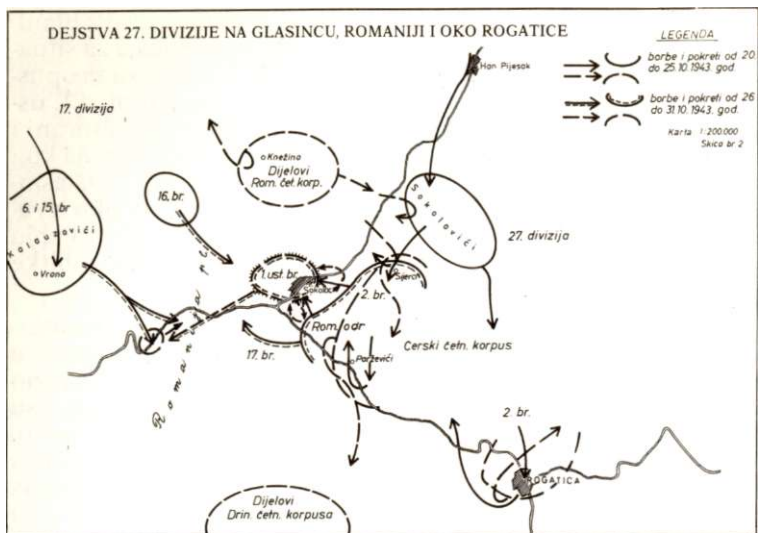 DEJSTVA 27. DIVIZIJE NA GLASINCU, ROMANIJI I OKO ROGATICE
LEGENDA
borbe i pokreti od 20.
do 25.10.1943. god.
borbe i pokreti od 26
do 31.10.1943. god.
Karta 1:200.000
Skica br. 2
Han Pijesak
17. divizija
Knežina
Dijelovi
Rom. čet. korp.
16. br.
6. i 15. br
Kalauzovići
Vrana
Sokolovići
27. divizija
1. ust. br.
Sokolac
2. br.
Romanija pl.
Rom. odr
17. br.
Parževići
Cerski četn. korpus
2. br.
ROGATICA
Dijelovi
Drin. četn. korpusa